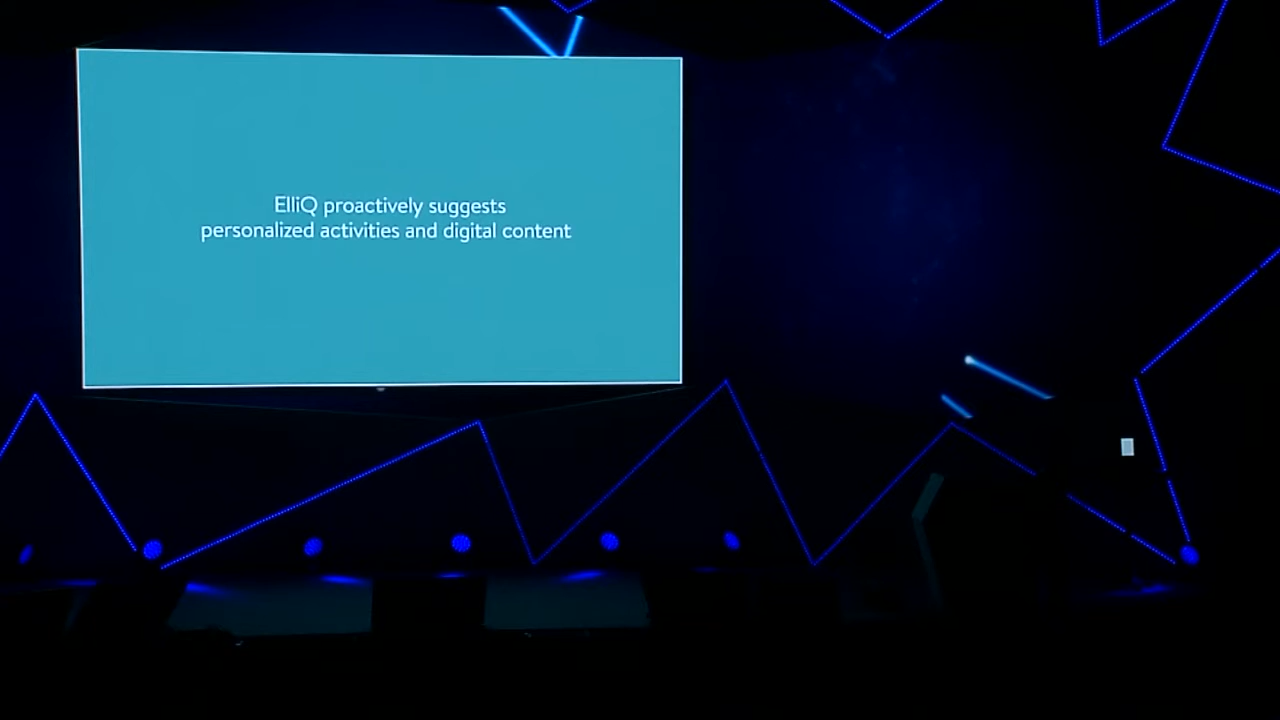 ElliQ proactively suggests
personalized activities and digital content